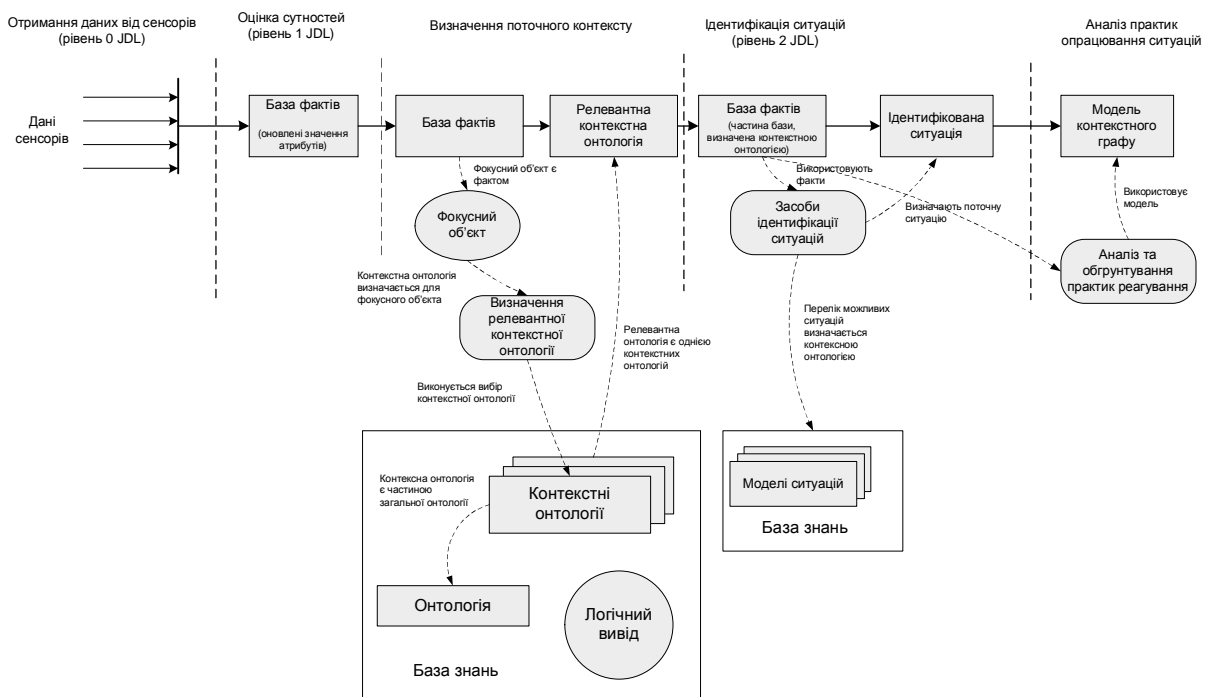 Отримання даних від сенсорів
(рівень 0 JDL)
Оцінка сутностей
(рівень 1 JDL)
Визначення поточного контексту
Ідентифікація ситуацій
(рівень 2 JDL)
Аналіз практик
опрацювання ситуацій
Дані
сенсорів
База фактів
(оновлені значення
атрибутів)
База фактів
Релевантна
контекстна
онтологія
База фактів
(частина бази,
визначена контекстною
онтологією)
Ідентифікована
ситуація
Модель
контекстного
графу
Фокусний об'єкт є
фактом
Використовують
факти
Використовує
модель
Фокусний
об'єкт
Засоби
ідентифікації
ситуацій
Визначають поточну
ситуацію
Аналіз та
обгрунтування
практик реагування
Контекстна онтологія
визначається для
фокусного об'єкта
Визначення
релевантної
контекстної
онтології
Релевантна
онтологія є однією
контекстних
онтологій
Перелік можливих
ситуацій
визначається
контексною
онтологією
Виконується вибір
контекстної онтології
Контексна онтологія
є частиною
загальної онтології
Контекстні
онтології
Моделі ситуацій
База знань
Онтологія
Логічний
вивід
База знань